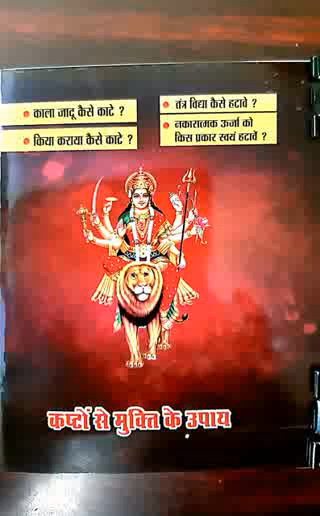 काला जादू कैसे काटे ?
किया कराया कैसे काटे ?
तंत्र विद्या कैसे हटावे ?
नकारात्मक ऊर्जा को
किस प्रकार स्वयं हटावें ?
कष्टों से मुक्ति के उपाय